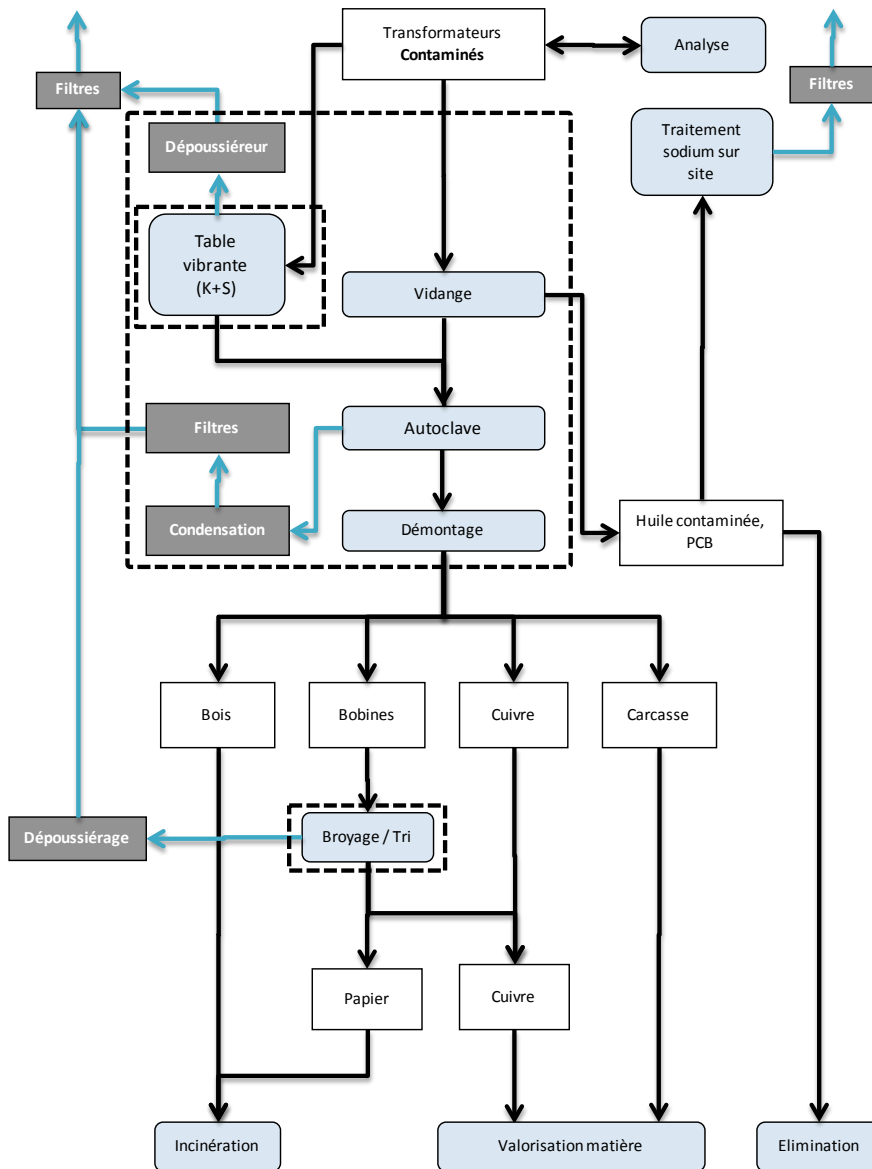 Transformateurs
Contaminés
Analyse
Filtres
Filtres
Dépoussiéreur
Traitement
sodium sur
site
Table
vibrante
(K+S)
Vidange
Filtres
Autoclave
Condensation
Démontage
Huile contaminée,
PCB
Bois
Bobines
Cuivre
Carcasse
Dépoussiérage
Broyage / Tri
Papier
Cuivre
Incinération
Valorisation matière
Elimination